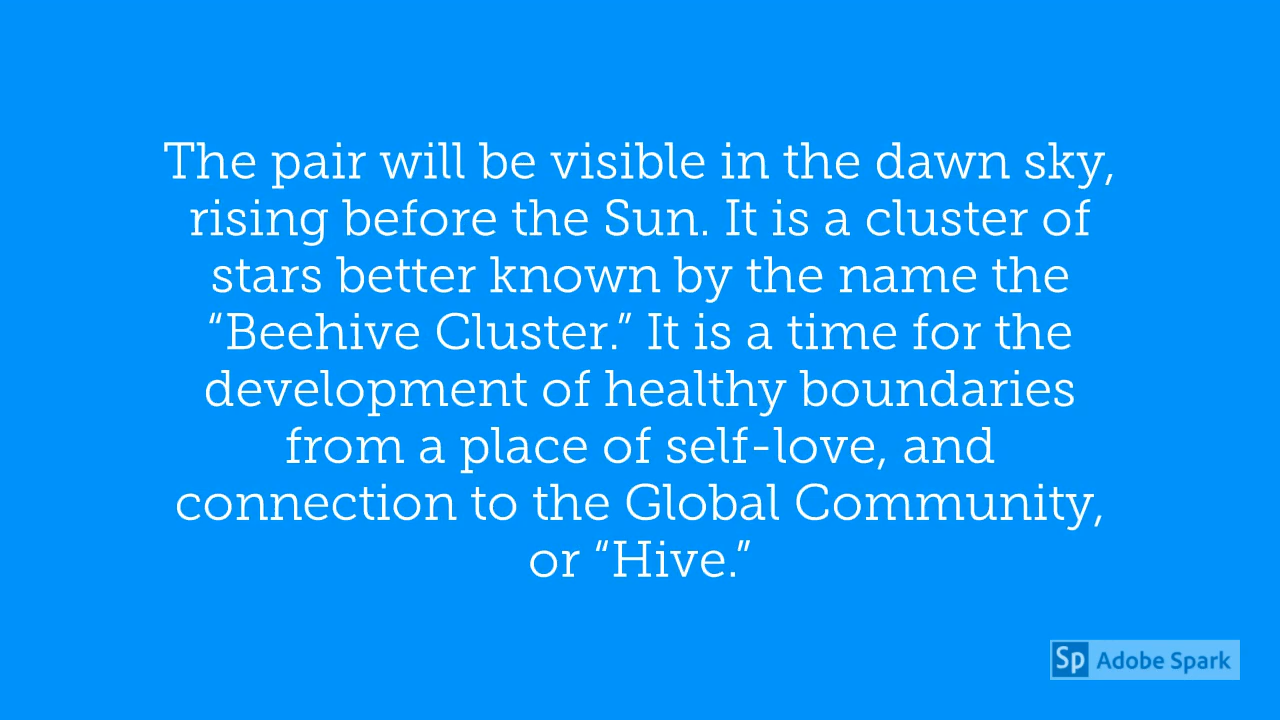 The pair will be visible in the dawn sky,
rising before the Sun. It is a cluster of
stars better known by the name the
“Beehive Cluster.” It is a time for the
development of healthy boundaries
from a place of self-love, and
connection to the Global Community,
or “Hive.”
Sp Adobe Spark